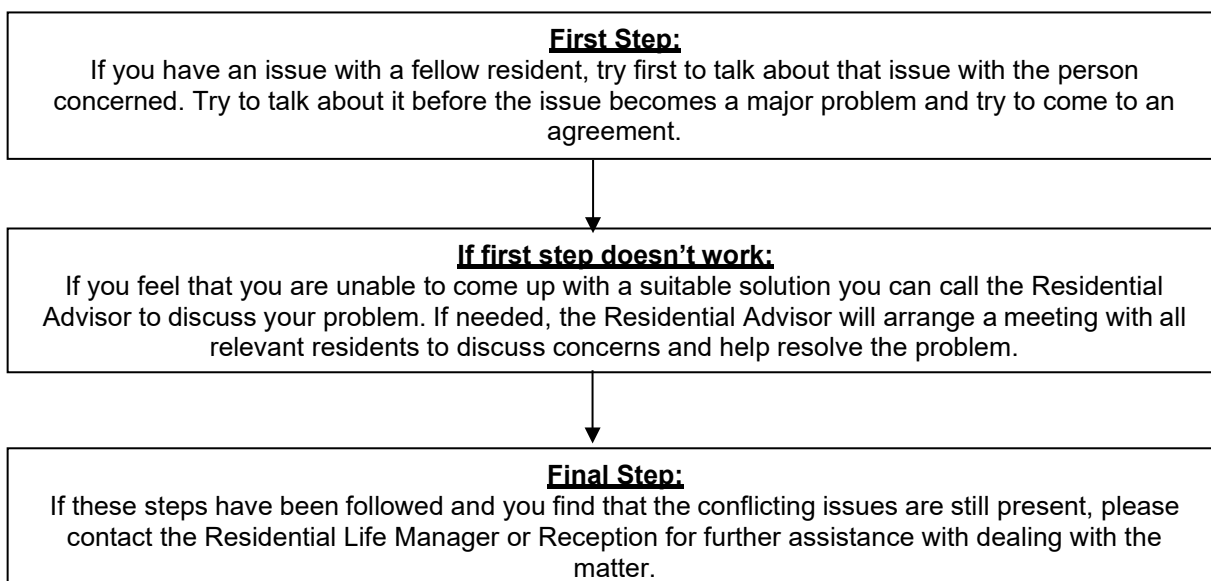 First Step:
If you have an issue with a fellow resident, try first to talk about that issue with the person
concerned. Try to talk about it before the issue becomes a major problem and try to come to an
agreement.
If first step doesn’t work:
If you feel that you are unable to come up with a suitable solution you can call the Residential
Advisor to discuss your problem. If needed, the Residential Advisor will arrange a meeting with all
relevant residents to discuss concerns and help resolve the problem.
Final Step:
If these steps have been followed and you find that the conflicting issues are still present, please
contact the Residential Life Manager or Reception for further assistance with dealing with the
matter.